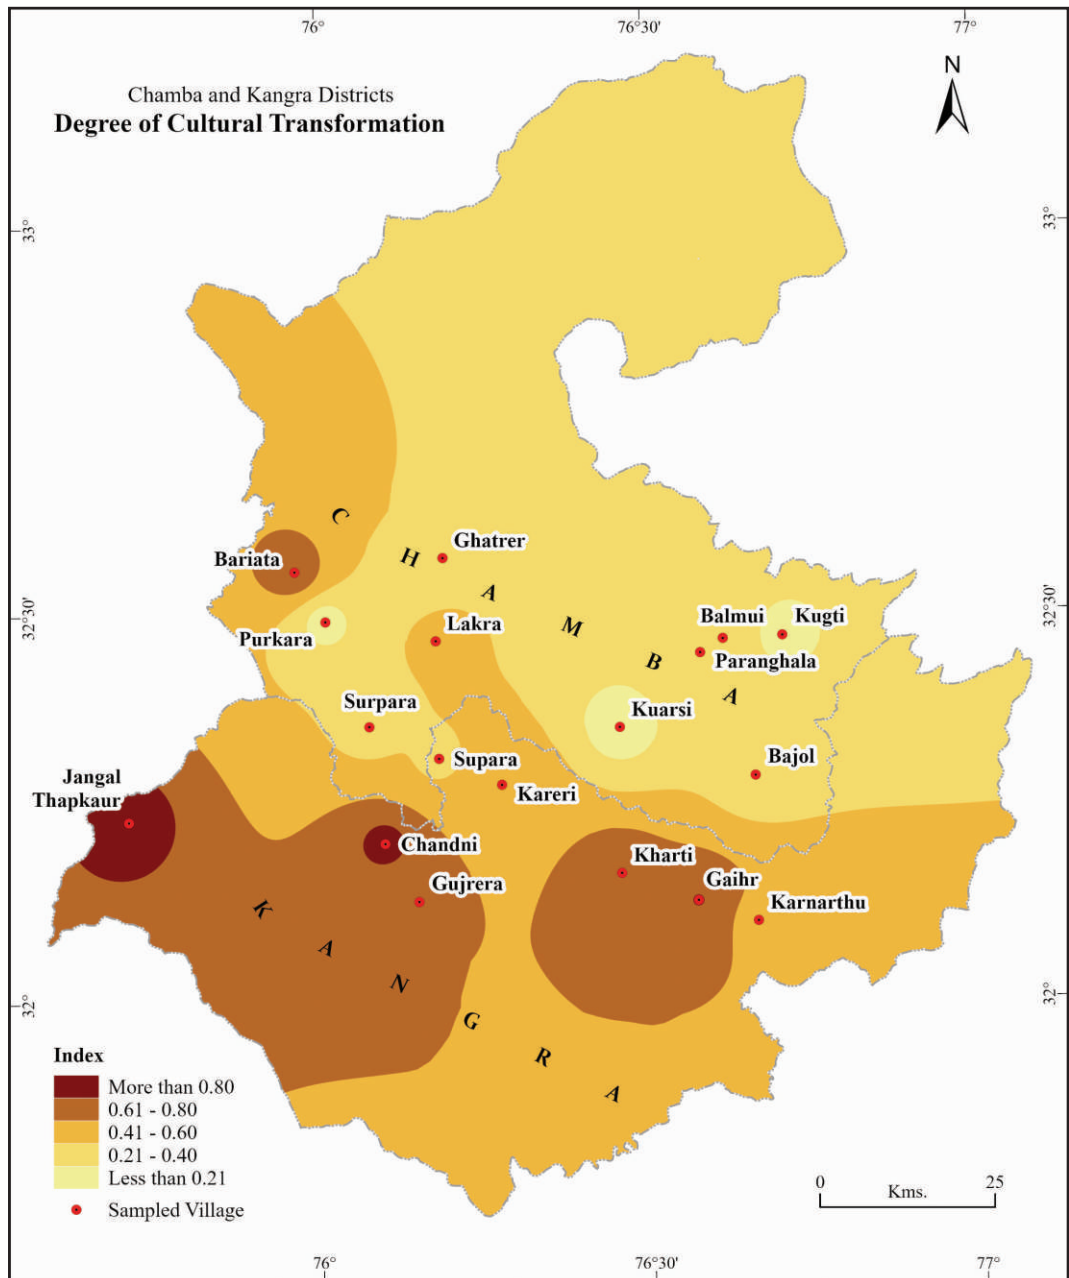 76°
76°30'
77°
N
Chamba and Kangra Districts
Degree of Cultural Transformation
33°
33°
C
H
A
M
B
A
Ghatrer
Bariata
32°30'
32°30'
Purkara
Lakra
Balmui
Kugti
Paranghala
Surpara
Kuarsi
Supara
Bajol
Jangal
Thapkaur
Kareri
Chandni
Kharti
Gujrera
Gaihr
Karnarthu
K
A
N
G
R
A
32°
32°
Index
More than 0.80
0.61 - 0.80
0.41 - 0.60
0.21 - 0.40
Less than 0.21
Sampled Village
0
25
Kms.
76°
76°30'
77°